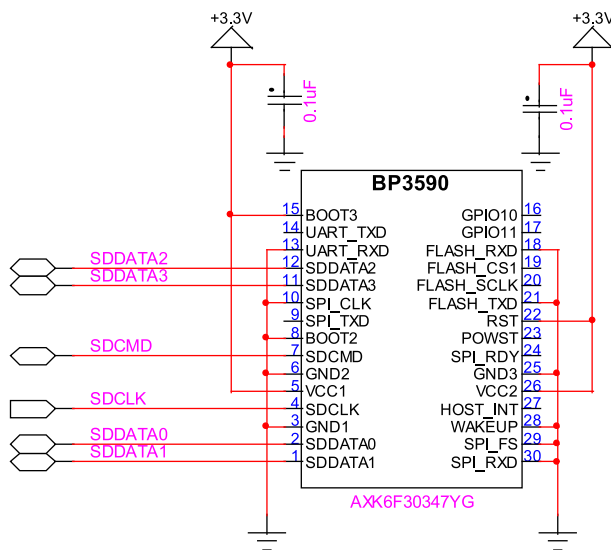 +3.3V
+3.3V
0.1uF
0.1uF
BP3590
15 BOOT3 GPIO10 16
14 UART_TXD GPIO11 17
13 UART_RXD FLASH_RXD 18
SDDATA2 12 SDDATA2 FLASH_CS1 19
SDDATA3 11 SDDATA3 FLASH_SCLK 20
10 SPI_CLK FLASH_TXD 21
9 SPI_TXD RST 22
8 BOOT2 POWST 23
SDCMD 7 SDCMD SPI_RDY 24
6 GND2 GND3 25
5 VCC1 VCC2 26
SDCLK 4 SDCLK HOST_INT 27
3 GND1 WAKEUP 28
SDDATA0 2 SDDATA0 SPI_FS 29
SDDATA1 1 SDDATA1 SPI_RXD 30
AXK6F30347YG